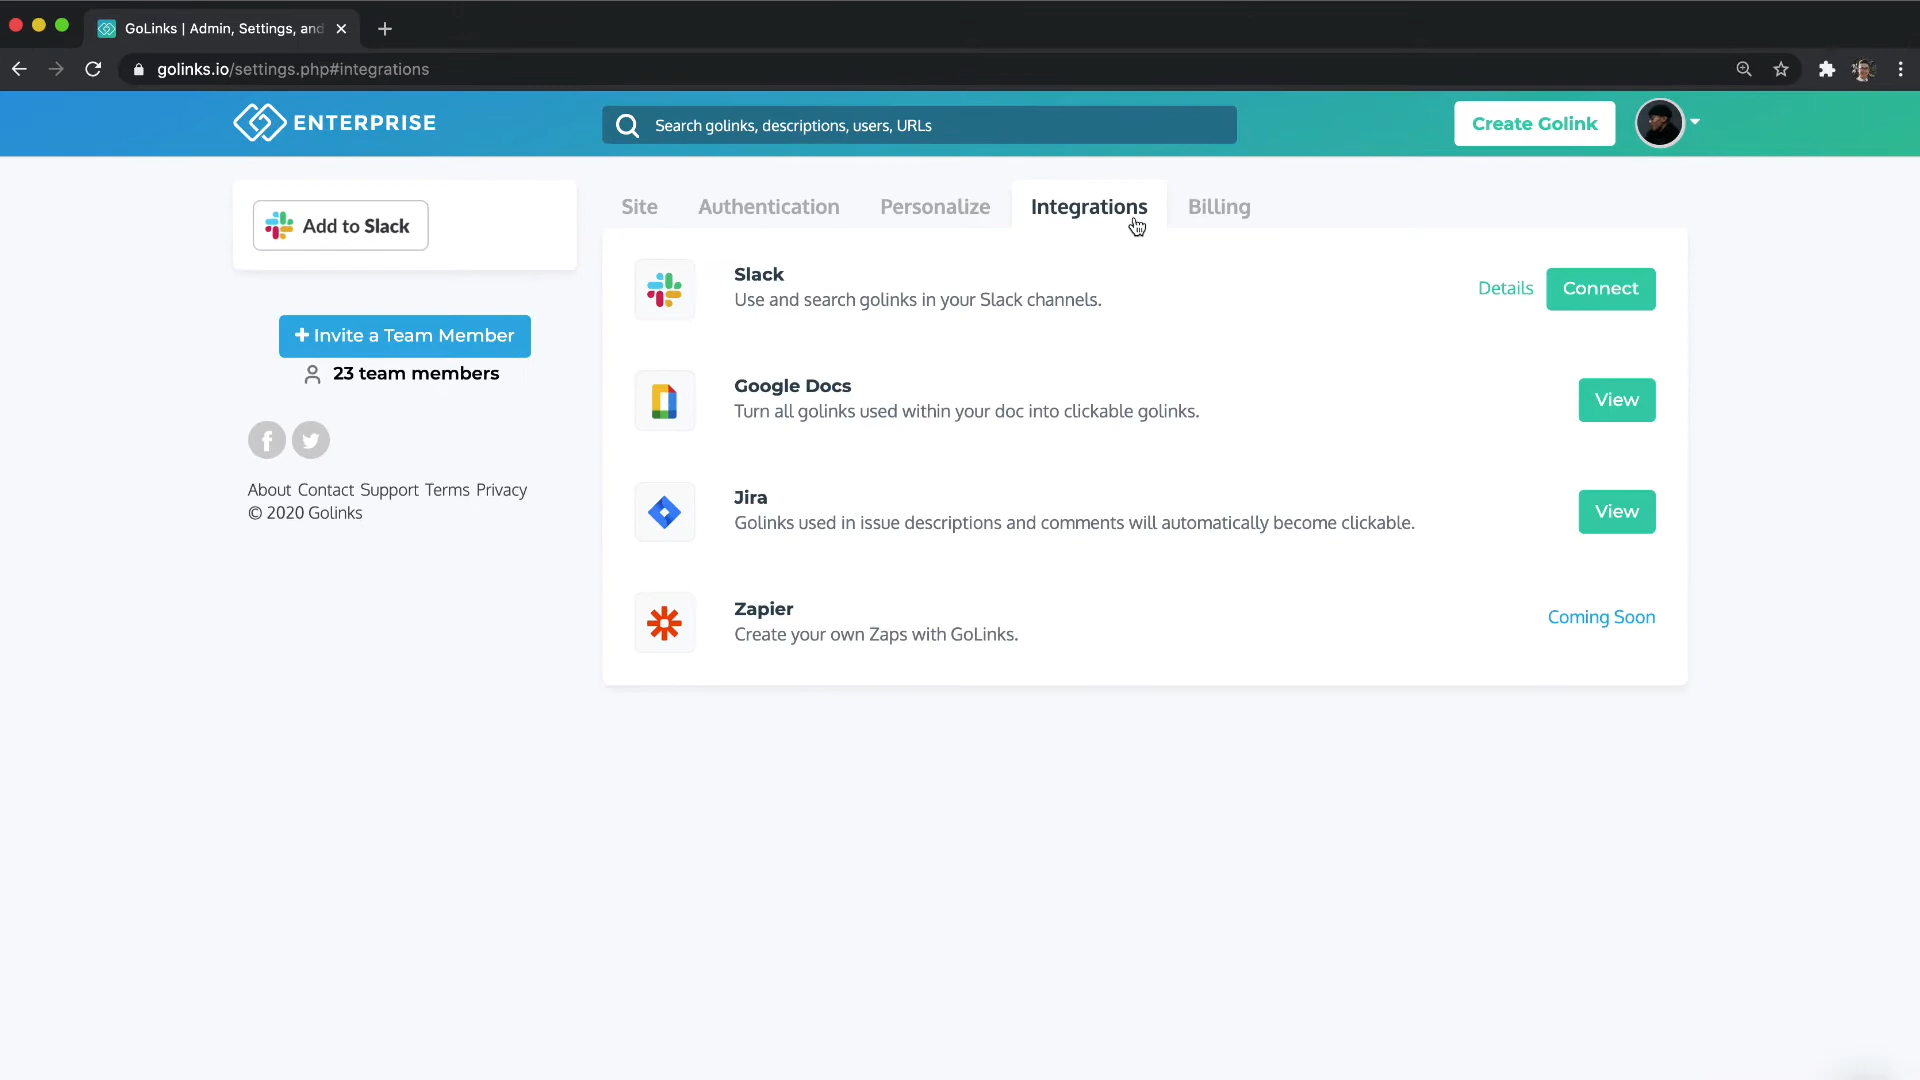 GoLinks | Admin, Settings, and
golinks.io/settings.php#integrations
ENTERPRISE
Search golinks, descriptions, users, URLs
Create Golink
Add to Slack
Invite a Team Member
23 team members
About Contact Support Terms Privacy
© 2020 Golinks
Site Authentication Personalize Integrations Billing
Slack
Use and search golinks in your Slack channels.
Details Connect
Google Docs
Turn all golinks used within your doc into clickable golinks.
View
Jira
Golinks used in issue descriptions and comments will automatically become clickable.
View
Zapier
Create your own Zaps with GoLinks.
Coming Soon